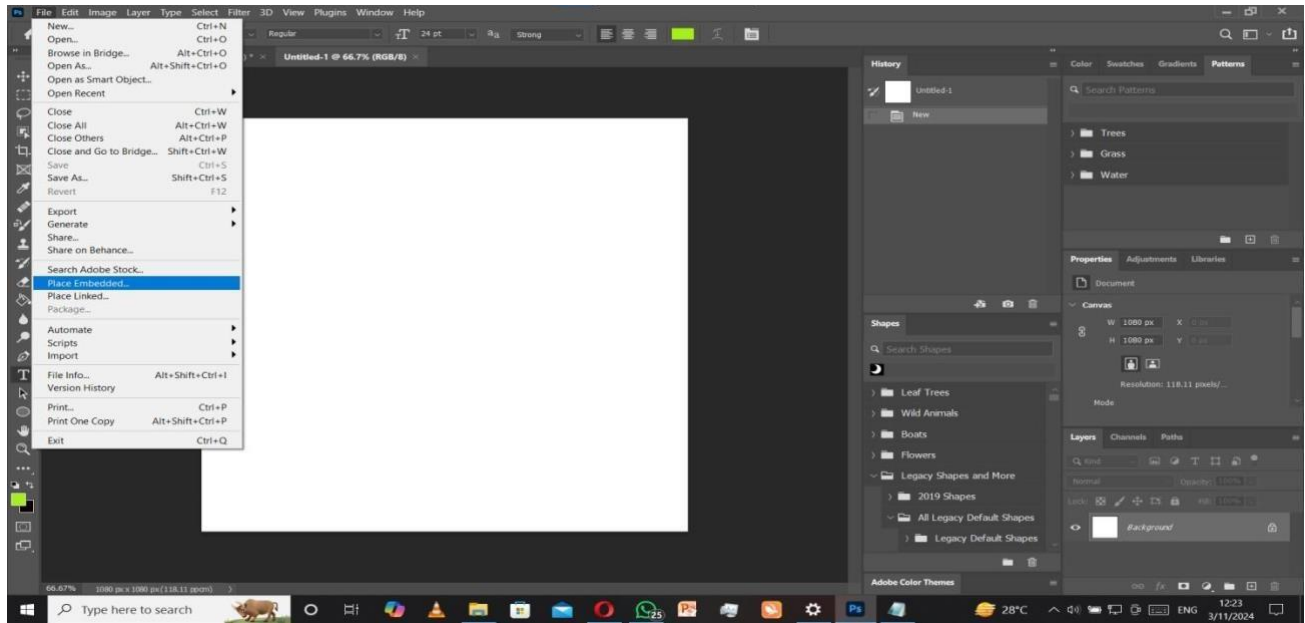 Ps File Edit Image Layer Type Select Filter 3D View Plugins Window Help
Regular 24 pt aa Strong
Untitled-1 @ 66.7% (RGB/8) ×
New... Ctrl+N
Open... Ctrl+O
Browse in Bridge... Alt+Ctrl+O
Open As... Alt+Shift+Ctrl+O
Open as Smart Object...
Open Recent
Close Ctrl+W
Close All Alt+Ctrl+W
Close Others Alt+Ctrl+P
Close and Go to Bridge... Shift+Ctrl+W
Save Ctrl+S
Save As... Shift+Ctrl+S
Revert F12
Export
Generate
Share...
Share on Behance...
Search Adobe Stock...
Place Embedded...
Place Linked...
Package...
Automate
Scripts
Import
File Info... Alt+Shift+Ctrl+I
Version History
Print... Ctrl+P
Print One Copy Alt+Shift+Ctrl+P
Exit Ctrl+Q
History
Untitled-1
New
Shapes
Search Shapes
Leaf Trees
Wild Animals
Boats
Flowers
Legacy Shapes and More
2019 Shapes
All Legacy Default Shapes
Legacy Default Shapes
Adobe Color Themes
Color Swatches Gradients Patterns
Search Patterns
Trees
Grass
Water
Properties Adjustments Libraries
Document
Canvas
W 1080 px X
H 1080 px Y
Resolution: 118.11 pixels/...
Mode
Layers Channels Paths
Kind
Normal Opacity:
Lock: Fill:
Background
66.67% 1080 px x 1080 px (118.11 ppcm)
Type here to search
25
Ps
28°C
ENG
12:23
3/11/2024